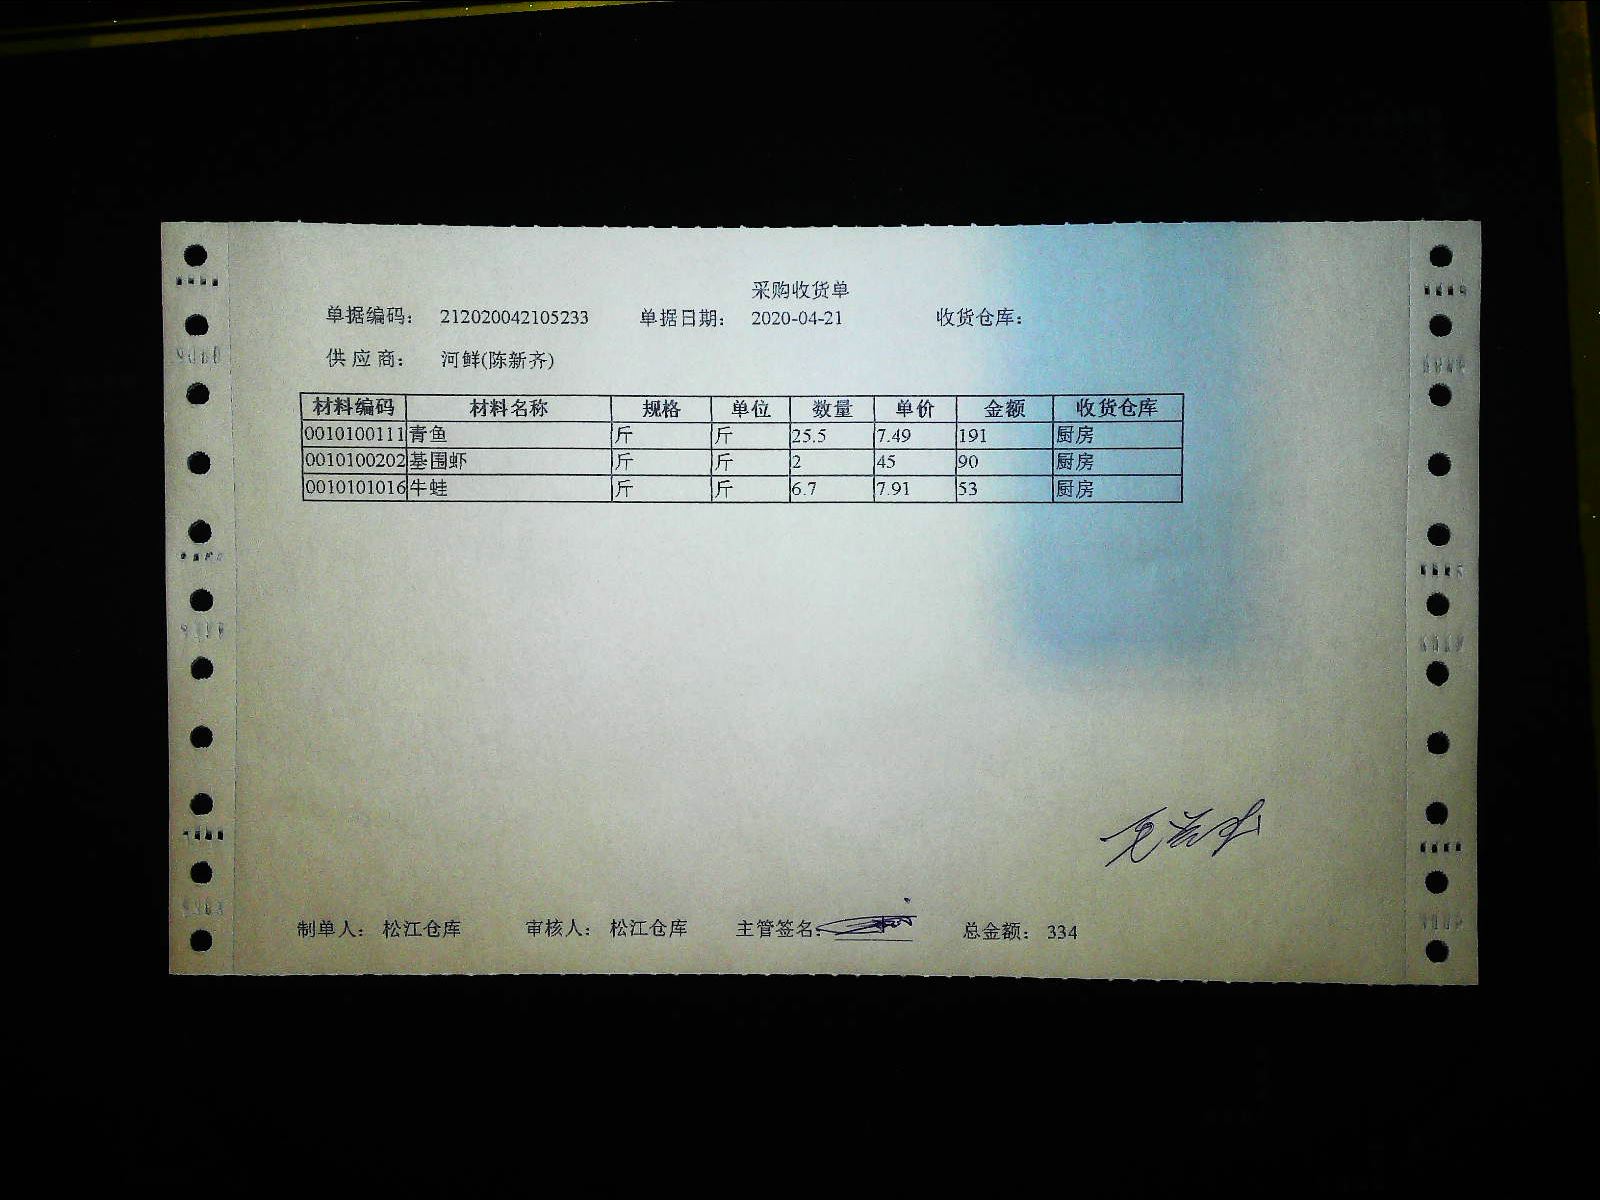 采购收货单
单据编码： 212020042105233 单据日期： 2020-04-21 收货仓库：
供 应 商： 河鲜(陈新齐)
材料编码 材料名称 规格 单位 数量 单价 金额 收货仓库
0010100111 青鱼 斤 斤 25.5 7.49 191 厨房
0010100202 基围虾 斤 斤 2 45 90 厨房
0010101016 牛蛙 斤 斤 6.7 7.91 53 厨房
制单人： 松江仓库 审核人： 松江仓库 主管签名： 总金额： 334